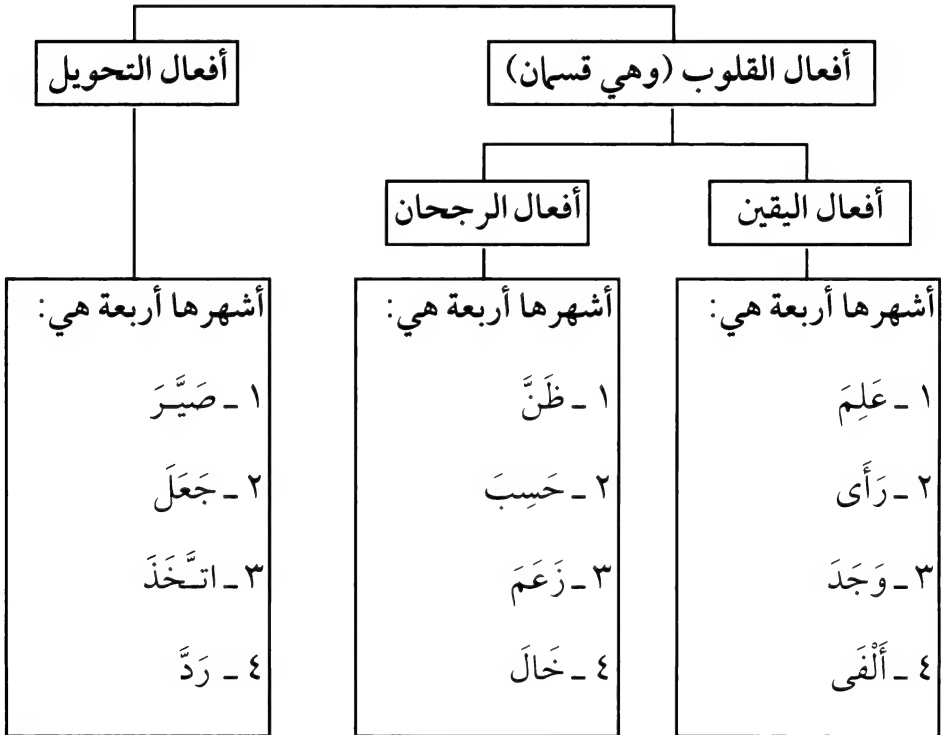 أفعال القلوب (وهي قسمان)
أفعال التحويل
أفعال اليقين
أفعال الرجحان
أشهرها أربعة هي:
١ ـ عَلِمَ
٢ ـ رَأَى
٣ ـ وَجَدَ
٤ ـ أَلْفَى
أشهرها أربعة هي:
١ ـ ظَنَّ
٢ ـ حَسِبَ
٣ ـ زَعَمَ
٤ ـ خَالَ
أشهرها أربعة هي:
١ ـ صَيَّرَ
٢ ـ جَعَلَ
٣ ـ اتَّخَذَ
٤ ـ رَدَّ